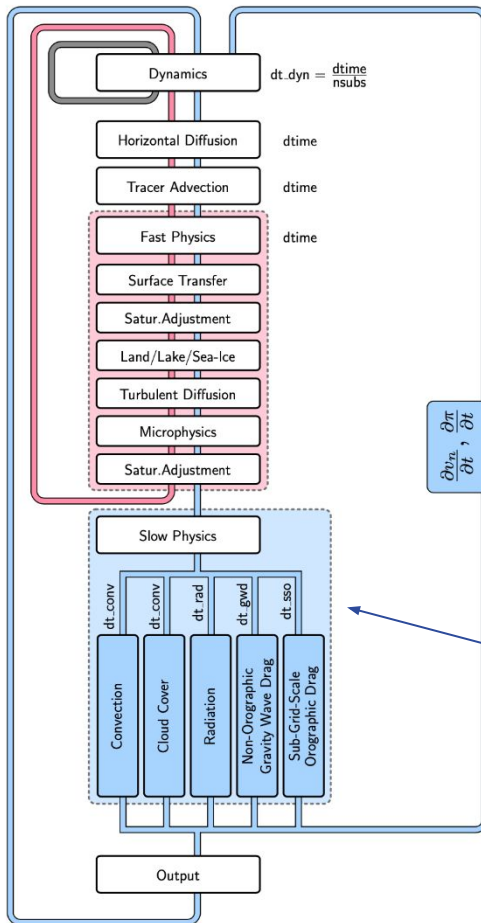 Dynamics
dt_dyn = dtime/nsubs
Horizontal Diffusion
dtime
Tracer Advection
dtime
Fast Physics
dtime
Surface Transfer
Satur.Adjustment
Land/Lake/Sea-Ice
Turbulent Diffusion
Microphysics
Satur.Adjustment
∂vₙ/∂t , ∂π/∂t
Slow Physics
dt_conv
dt_conv
dt_rad
dt_gwd
dt_sso
Convection
Cloud Cover
Radiation
Non-Orographic
Gravity Wave Drag
Sub-Grid-Scale
Orographic Drag
Output